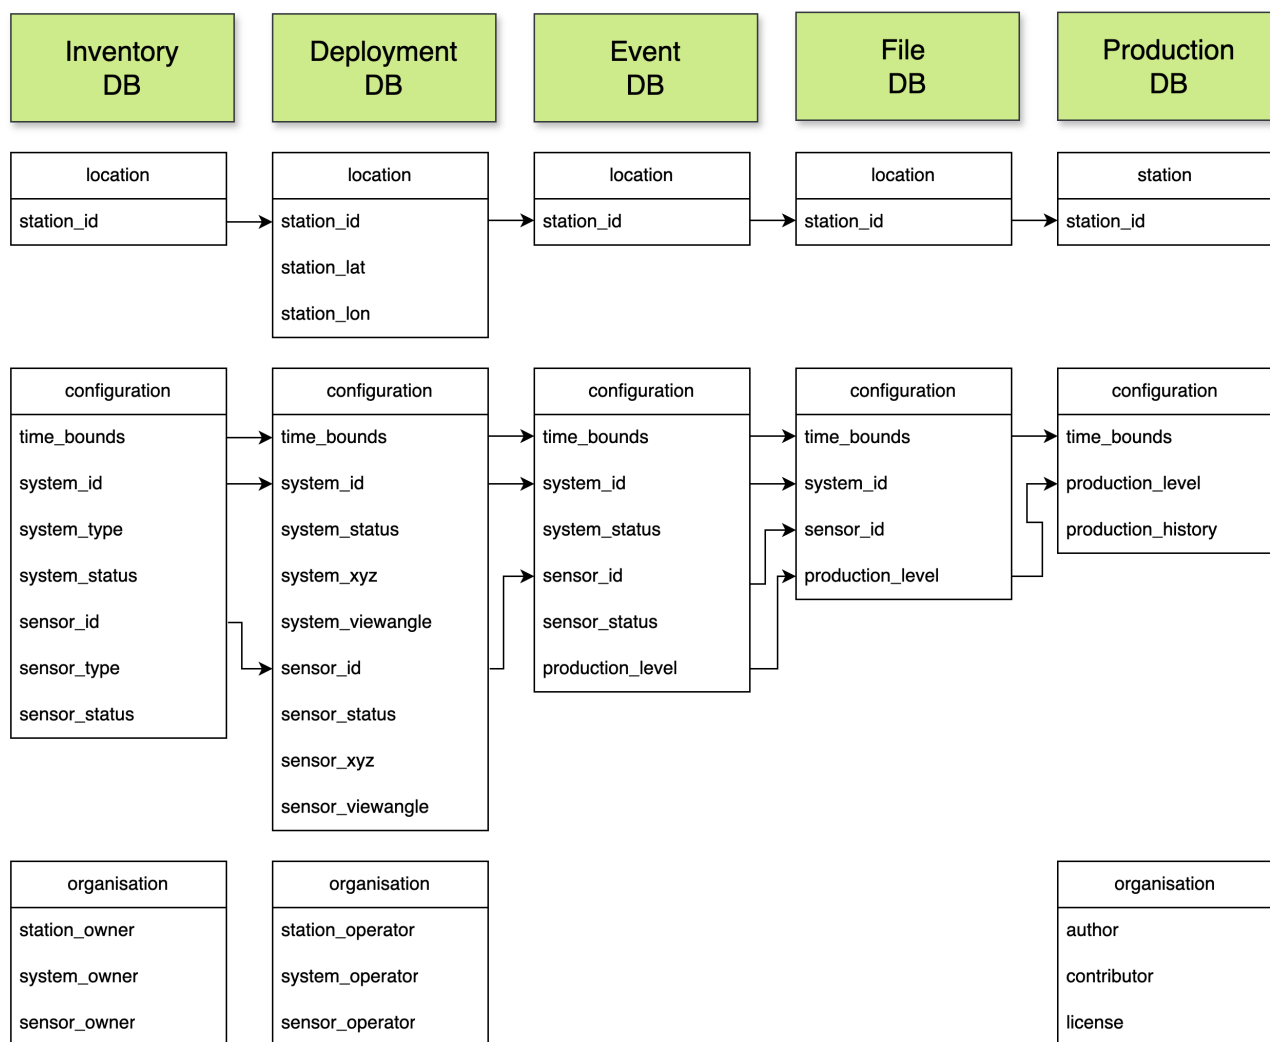 Inventory
DB
Deployment
DB
Event
DB
File
DB
Production
DB
location
station_id
location
station_id
station_lat
station_lon
location
station_id
location
station_id
station
station_id
configuration
time_bounds
system_id
system_type
system_status
sensor_id
sensor_type
sensor_status
configuration
time_bounds
system_id
system_status
system_xyz
system_viewangle
sensor_id
sensor_status
sensor_xyz
sensor_viewangle
configuration
time_bounds
system_id
system_status
sensor_id
sensor_status
production_level
configuration
time_bounds
system_id
sensor_id
production_level
configuration
time_bounds
production_level
production_history
organisation
station_owner
system_owner
sensor_owner
organisation
station_operator
system_operator
sensor_operator
organisation
author
contributor
license